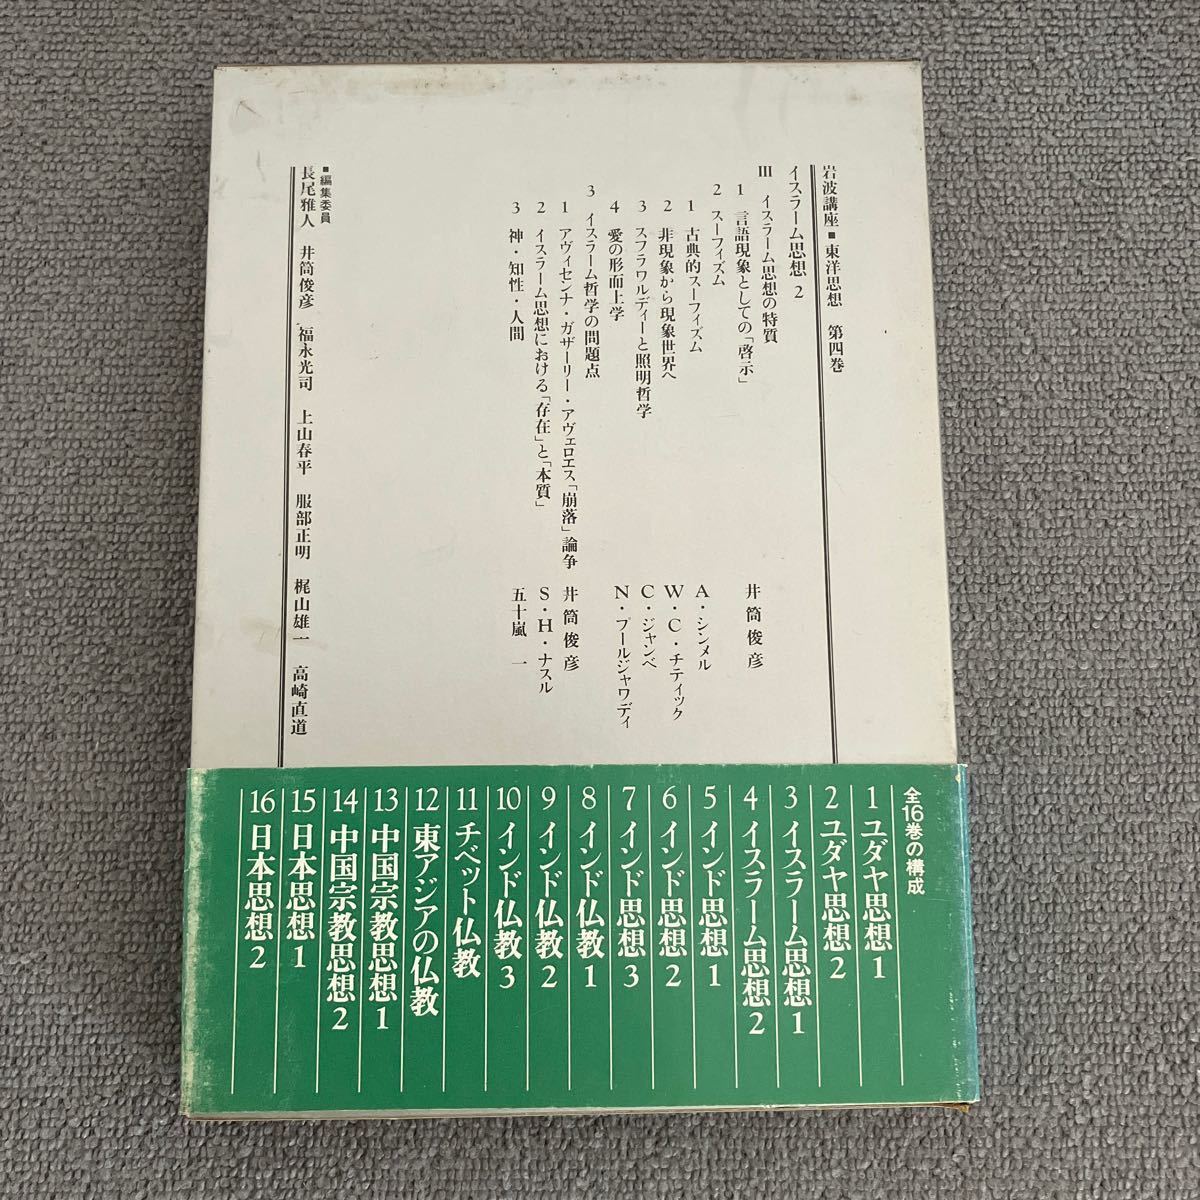 岩波講座■東洋思想 第四巻
イスラーム思想 2
III イスラーム思想の特質
1 言語現象としての「啓示」 井筒俊彦
2 スーフィズム
1 古典的スーフィズム A・シンメル
2 非現象から現象世界へ W・C・チティック
3 スフラワルディーと照明哲学 C・ジャンベ
4 愛の形而上学 N・プールジャワディ
3 イスラーム哲学の問題点
1 アヴィセンナ・ガザーリー・アヴェロエス「崩落」論争 井筒俊彦
2 イスラーム思想における「存在」と「本質」 S・H・ナスル
3 神・知性・人間 五十嵐一
■編集委員
長尾雅人 井筒俊彦 福永光司 上山春平 服部正明 梶山雄一 高崎直道
全16巻の構成
1 ユダヤ思想 1
2 ユダヤ思想 2
3 イスラーム思想 1
4 イスラーム思想 2
5 インド思想 1
6 インド思想 2
7 インド思想 3
8 インド仏教 1
9 インド仏教 2
10 インド仏教 3
11 チベット仏教
12 東アジアの仏教
13 中国宗教思想 1
14 中国宗教思想 2
15 日本思想 1
16 日本思想 2